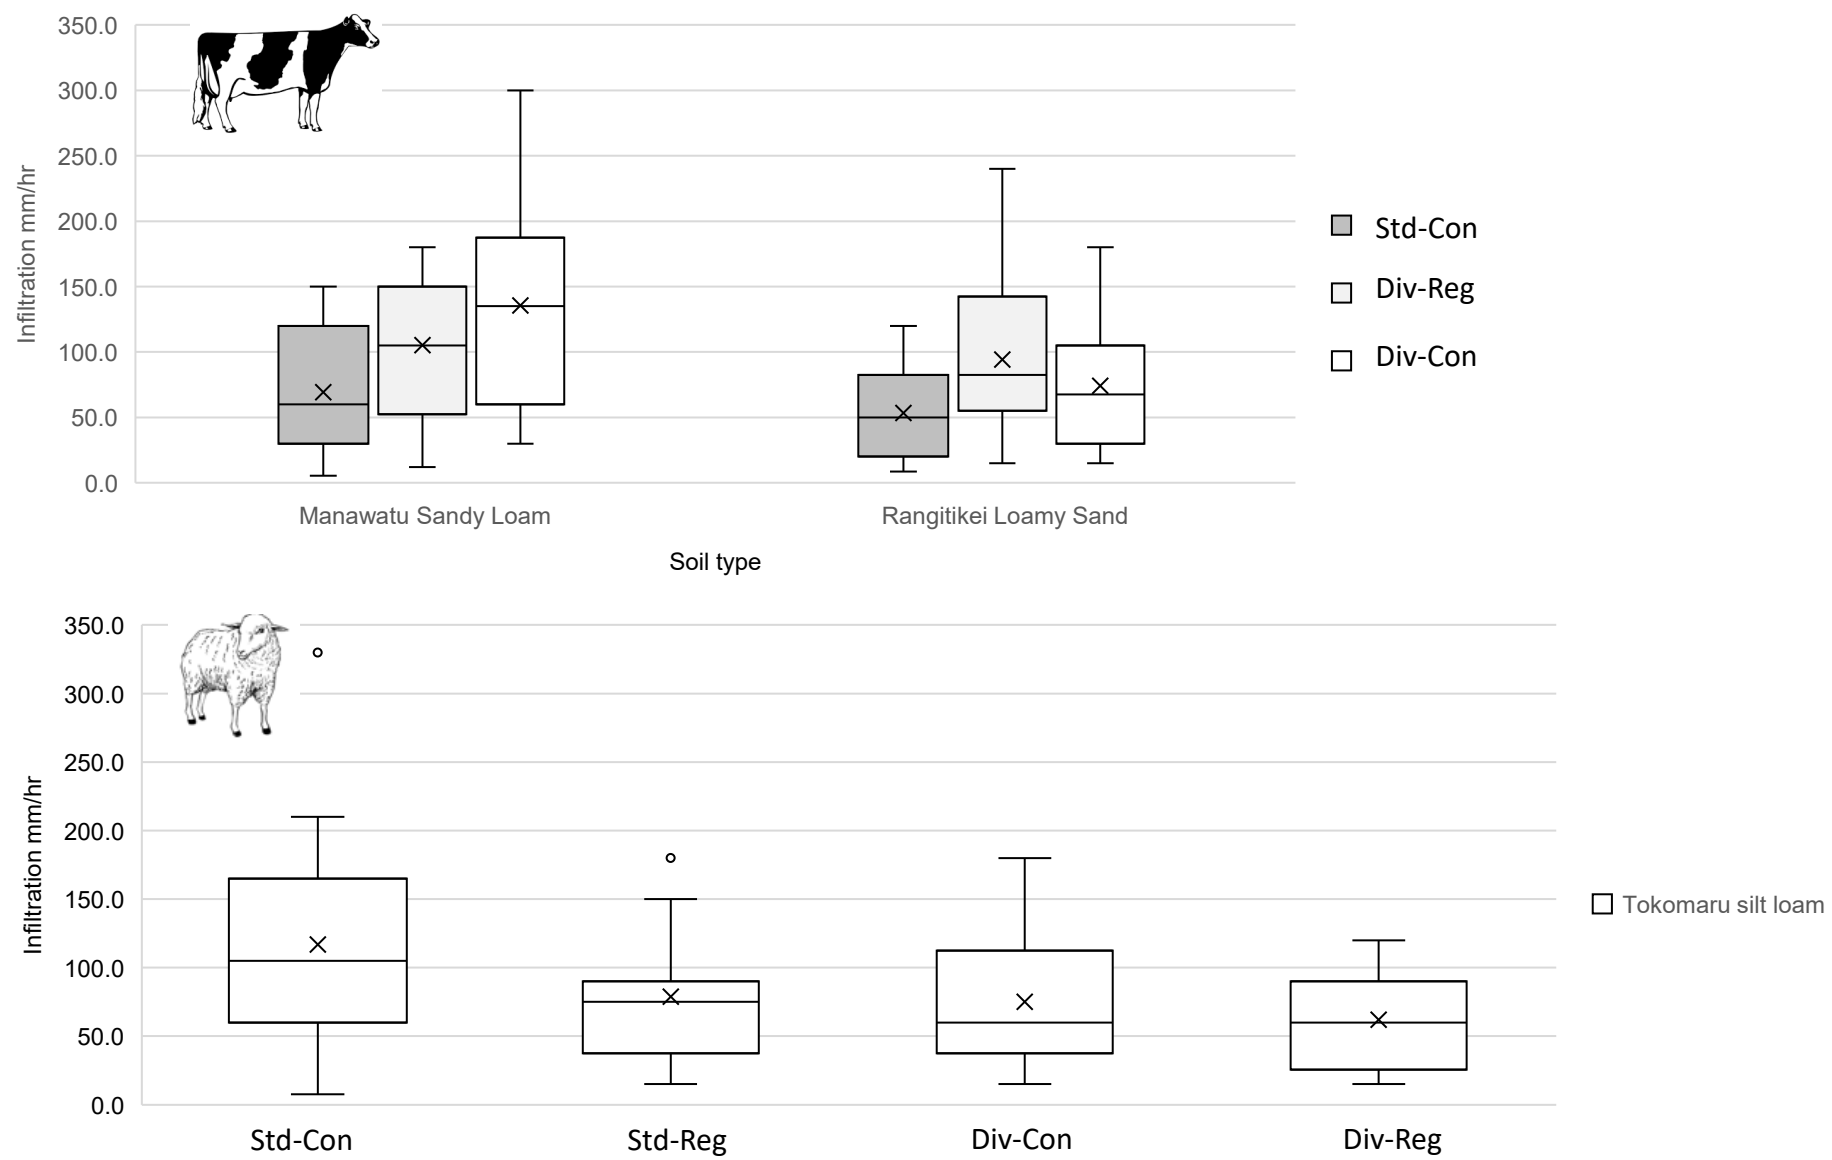 350.0
300.0
250.0
200.0
150.0
100.0
50.0
0.0
Infiltration mm/hr
Manawatu Sandy Loam
Rangitikei Loamy Sand
Soil type
Std-Con
Div-Reg
Div-Con
350.0
300.0
250.0
200.0
150.0
100.0
50.0
0.0
Infiltration mm/hr
Std-Con
Std-Reg
Div-Con
Div-Reg
Tokomaru silt loam